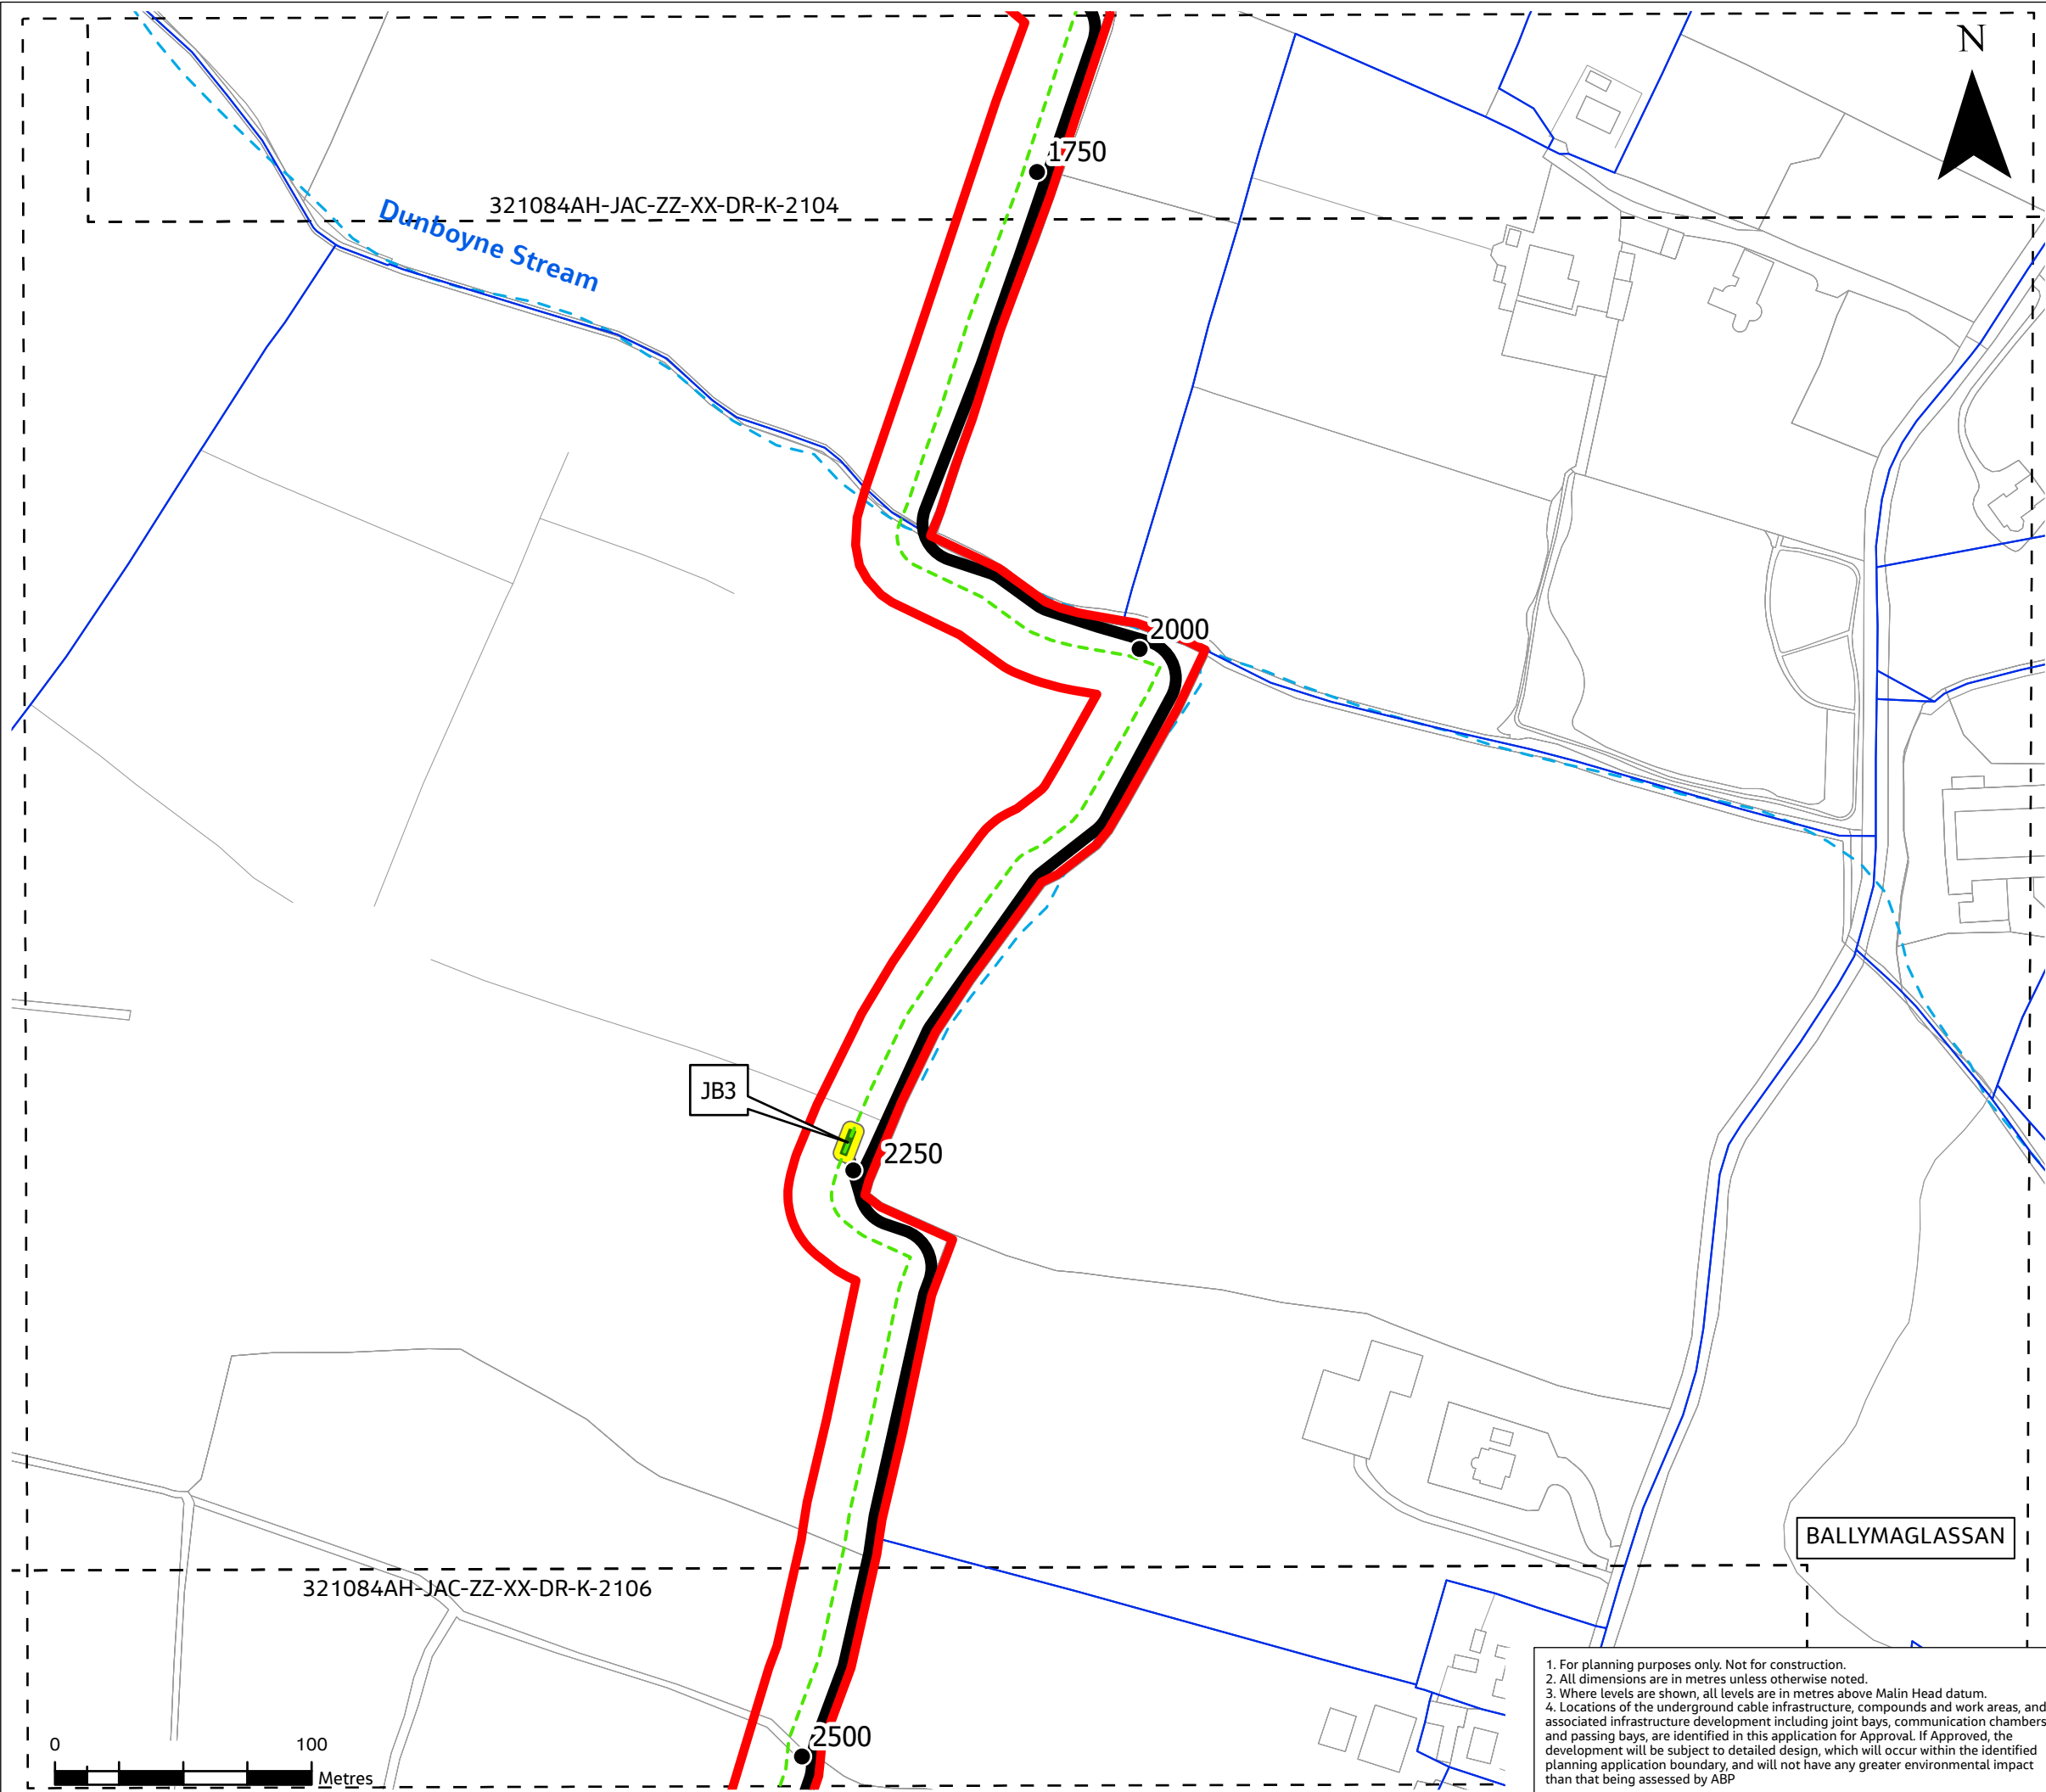 N
1750
321084AH-JAC-ZZ-XX-DR-K-2104
Dunboyne Stream
2000
JB3
2250
BALLYMAGLASSAN
321084AH-JAC-ZZ-XX-DR-K-2106
1. For planning purposes only. Not for construction.
2. All dimensions are in metres unless otherwise noted.
3. Where levels are shown, all levels are in metres above Malin Head datum.
4. Locations of the underground cable infrastructure, compounds and work areas, and
associated infrastructure development including joint bays, communication chambers
and passing bays, are identified in this application for Approval. If Approved, the
development will be subject to detailed design, which will occur within the identified
planning application boundary, and will not have any greater environmental impact
than that being assessed by ABP
2500
0 100
Metres